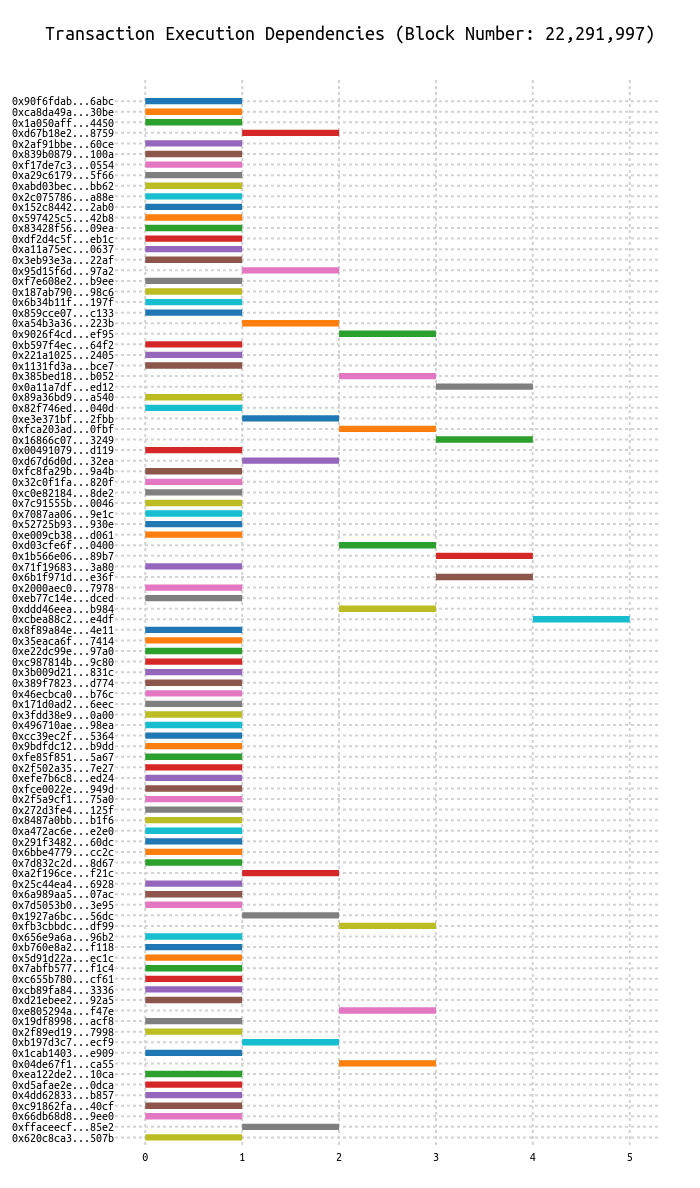 Transaction Execution Dependencies (Block Number: 22,291,997)
0x90f6fdab...6abc
0xca8da49a...30be
0x1a050aff...4450
0xd67b18e2...8759
0x2af91bbe...60ce
0x839b0879...100a
0xf17de7c3...0554
0xa29c6179...5f66
0xabd03bec...bb62
0x2c075786...a88e
0x152c8442...2ab0
0x597425c5...42b8
0x83428f56...09ea
0xdf2d4c5f...eb1c
0xa11a75ec...0637
0x3eb93e3a...22af
0x95d15f6d...97a2
0xf7e608e2...b9ee
0x187ab790...98c6
0x6b34b11f...197f
0x859cce07...c133
0xa54b3a36...223b
0x9026f4cd...ef95
0xb597f4ec...64f2
0x221a1025...2405
0x1131fd3a...bce7
0x385bed18...b052
0x0a11a7df...ed12
0x89a36bd9...a540
0x82f746ed...040d
0xe3e371bf...2fbb
0xfca203ad...0fbf
0x16866c07...3249
0x00491079...d119
0xd67d6d0d...32ea
0xfc8fa29b...9a4b
0x32c0f1fa...820f
0xc0e82184...8de2
0x7c91555b...0046
0x7087aa06...9e1c
0x52725b93...930e
0xe009cb38...d061
0xd03cfe6f...0400
0x1b566e06...89b7
0x71f19683...3a80
0x6b1f971d...e36f
0x2000aec0...7978
0xeb77c14e...dced
0xddd46eea...b984
0xcbea88c2...e4df
0x8f89a84e...4e11
0x35eaca6f...7414
0xe22dc99e...97a0
0xc987814b...9c80
0x3b009d21...831c
0x389f7823...d774
0x46ecbca0...b76c
0x171d0ad2...6eec
0x3fdd38e9...0a00
0x496710ae...98ea
0xcc39ec2f...5364
0x9bdfdc12...b9dd
0xfe85f851...5a67
0x2f502a35...7e27
0xefe7b6c8...ed24
0xfce0022e...949d
0x2f5a9cf1...75a0
0x272d3fe4...125f
0x8487a0bb...b1f6
0xa472ac6e...e2e0
0x291f3482...60dc
0x6bbe4779...cc2c
0x7d832c2d...8d67
0xa2f196ce...f21c
0x25c44ea4...6928
0x6a989aa5...07ac
0x7d5053b0...3e95
0x1927a6bc...56dc
0xfb3cbbdc...df99
0x656e9a6a...96b2
0xb760e8a2...f118
0x5d91d22a...ec1c
0x7abfb577...f1c4
0xc655b780...cf61
0xcb89fa84...3336
0xd21ebee2...92a5
0xe805294a...f47e
0x19df8998...acf8
0x2f89ed19...7998
0xb197d3c7...ecf9
0x1cab1403...e909
0x04de67f1...ca55
0xea122de2...10ca
0xd5afae2e...0dca
0x4dd62833...b857
0xc91862fa...40cf
0x66db68d8...9ee0
0xffaceecf...85e2
0x620c8ca3...507b
0 1 2 3 4 5